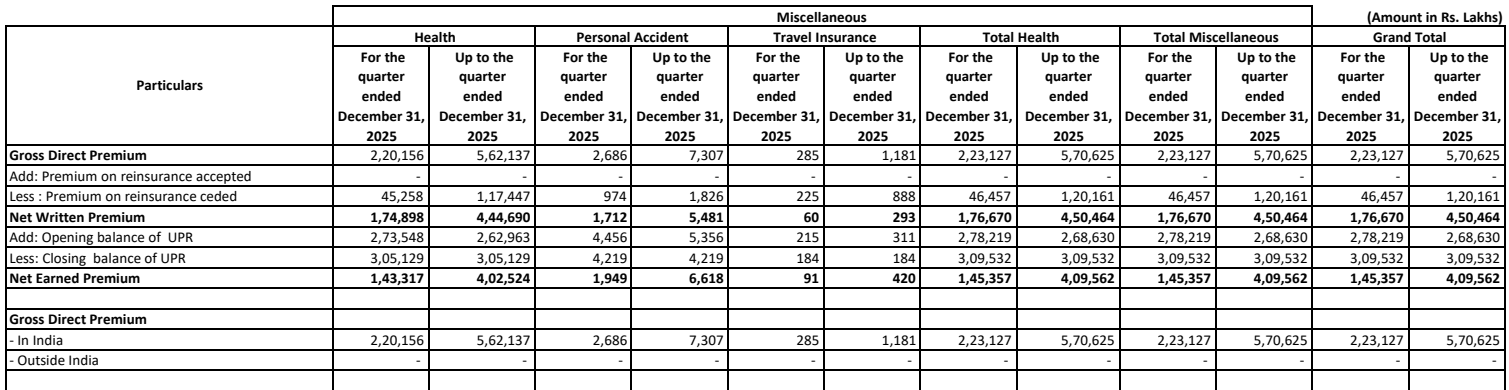 Miscellaneous (Amount in Rs. Lakhs)
Particulars Health Personal Accident Travel Insurance Total Health Total Miscellaneous Grand Total
For the Up to the For the Up to the For the Up to the For the Up to the For the Up to the For the Up to the
quarter quarter quarter quarter quarter quarter quarter quarter quarter quarter quarter quarter
ended ended ended ended ended ended ended ended ended ended ended ended
December 31, December 31, December 31, December 31, December 31, December 31, December 31, December 31, December 31, December 31, December 31, December 31,
2025 2025 2025 2025 2025 2025 2025 2025 2025 2025 2025 2025
Gross Direct Premium 2,20,156 5,62,137 2,686 7,307 285 1,181 2,23,127 5,70,625 2,23,127 5,70,625 2,23,127 5,70,625
Add: Premium on reinsurance accepted - - - - - - - - - - - -
Less : Premium on reinsurance ceded 45,258 1,17,447 974 1,826 225 888 46,457 1,20,161 46,457 1,20,161 46,457 1,20,161
Net Written Premium 1,74,898 4,44,690 1,712 5,481 60 293 1,76,670 4,50,464 1,76,670 4,50,464 1,76,670 4,50,464
Add: Opening balance of UPR 2,73,548 2,62,963 4,456 5,356 215 311 2,78,219 2,68,630 2,78,219 2,68,630 2,78,219 2,68,630
Less: Closing balance of UPR 3,05,129 3,05,129 4,219 4,219 184 184 3,09,532 3,09,532 3,09,532 3,09,532 3,09,532 3,09,532
Net Earned Premium 1,43,317 4,02,524 1,949 6,618 91 420 1,45,357 4,09,562 1,45,357 4,09,562 1,45,357 4,09,562
Gross Direct Premium
- In India 2,20,156 5,62,137 2,686 7,307 285 1,181 2,23,127 5,70,625 2,23,127 5,70,625 2,23,127 5,70,625
- Outside India - - - - - - - - - - - -